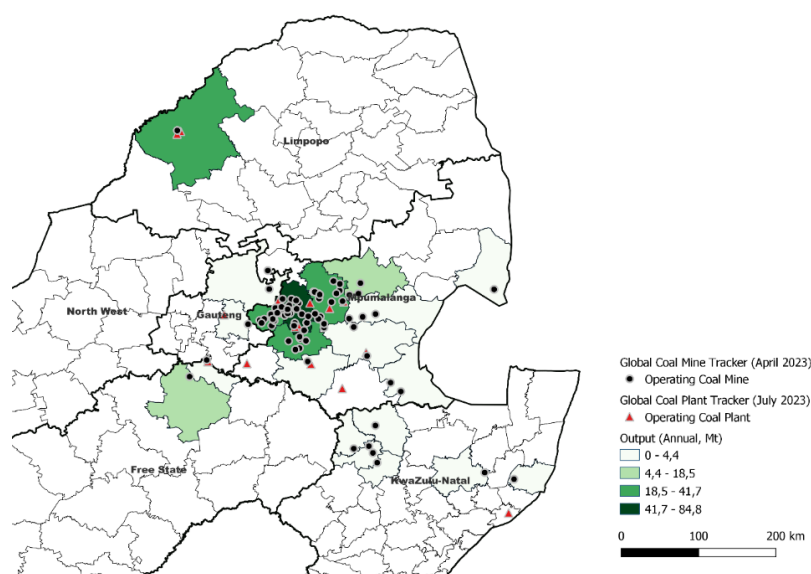 Limpopo
Mpumalanga
North West
Gauteng
Free State
KwaZulu-Natal
Global Coal Mine Tracker (April 2023)
Operating Coal Mine
Global Coal Plant Tracker (July 2023)
Operating Coal Plant
Output (Annual, Mt)
0 - 4,4
4,4 - 18,5
18,5 - 41,7
41,7 - 84,8
0 100 200 km